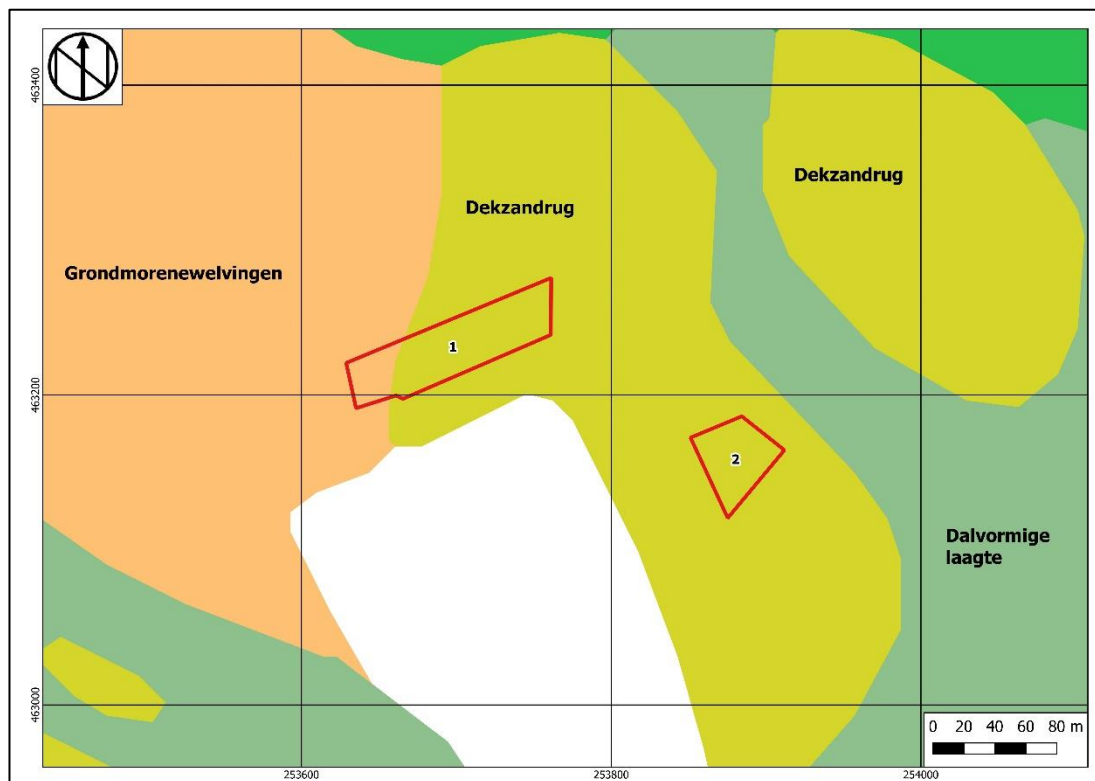 463400
Dekzandrug
Dekzandrug
Grondmorenewelvingen
1
463200
2
Dalvormige
laagte
463000
0 20 40 60 80 m
253600
253800
254000